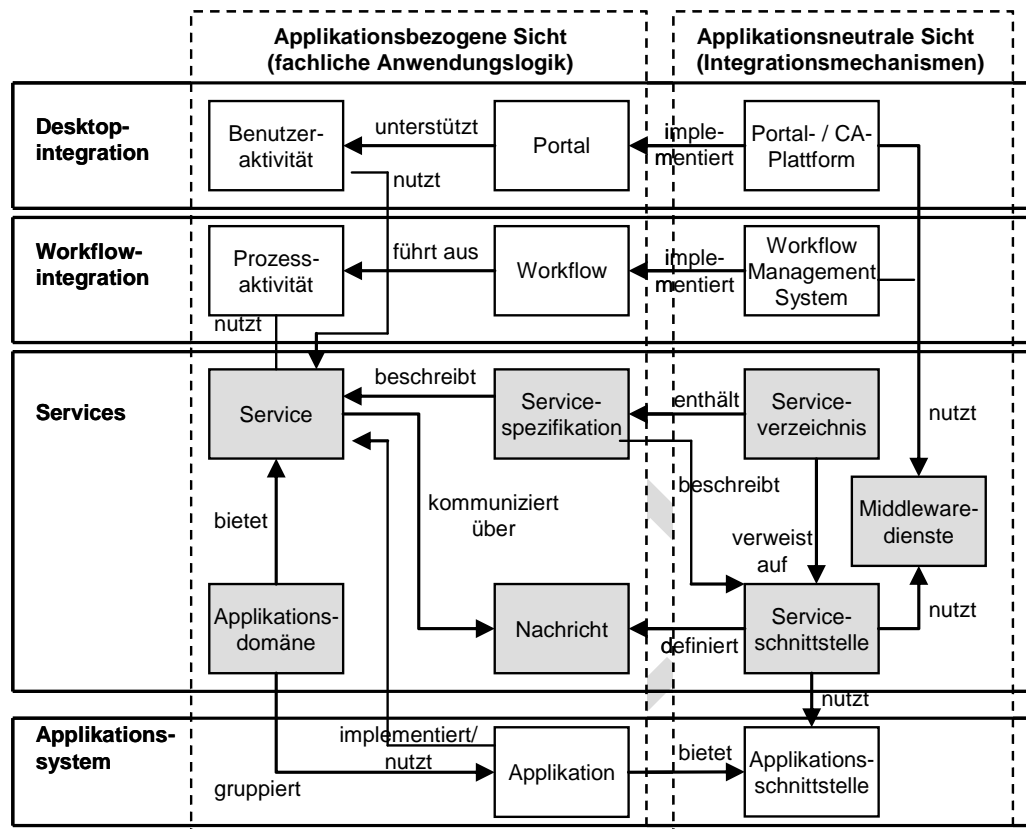 Applikationsbezogene Sicht
(fachliche Anwendungslogik)
Applikationsneutrale Sicht
(Integrationsmechanismen)
Desktop-
integration
Benutzer-
aktivität
unterstützt
Portal
imple-
mentiert
Portal- / CA-
Plattform
nutzt
Workflow-
integration
Prozess-
aktivität
führt aus
Workflow
imple-
mentiert
Workflow
Management
System
nutzt
Services
Service
beschreibt
Service-
spezifikation
enthält
Service-
verzeichnis
nutzt
beschreibt
Middleware-
dienste
bietet
kommuniziert
über
verweist
auf
Applikations-
domäne
Nachricht
definiert
Service-
schnittstelle
nutzt
nutzt
Applikations-
system
implementiert/
nutzt
gruppiert
Applikation
bietet
Applikations-
schnittstelle